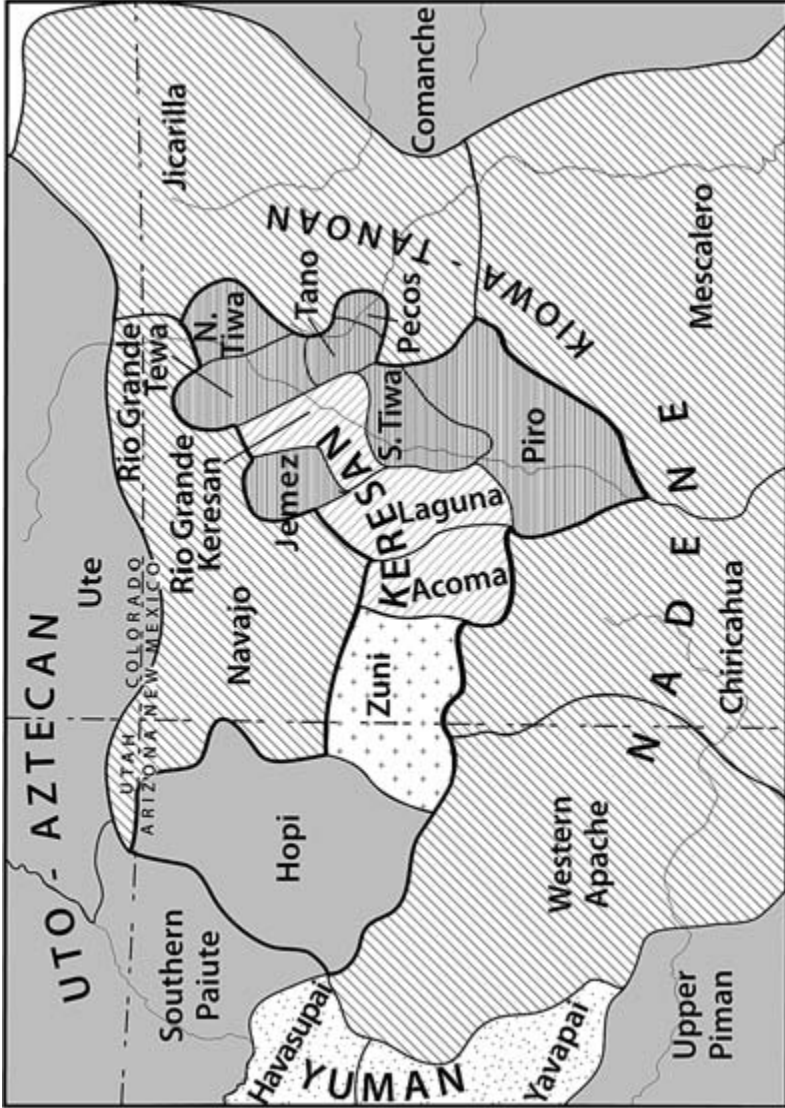 UTO - AZTECAN
Ute
UTAH
COLORADO
ARIZONA
NEW MEXICO
Southern
Paiute
Hopi
Navajo
Rio Grande
Tewa
Rio Grande
Keresan
Jemez
N.
Tiwa
Tano
Pecos
Jicarilla
KIOWA - TANOAN
Comanche
Havasupai
YUMAN
Yavapai
Zuni
KERESAN
Acoma
Laguna
S. Tiwa
Piro
Western
Apache
NADENE
Chiricahua
Mescalero
Upper
Piman